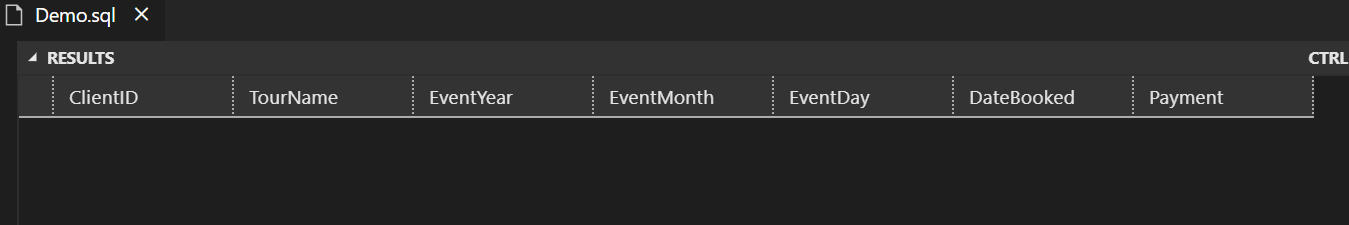 Demo.sql
RESULTS CTRL
ClientID TourName EventYear EventMonth EventDay DateBooked Payment